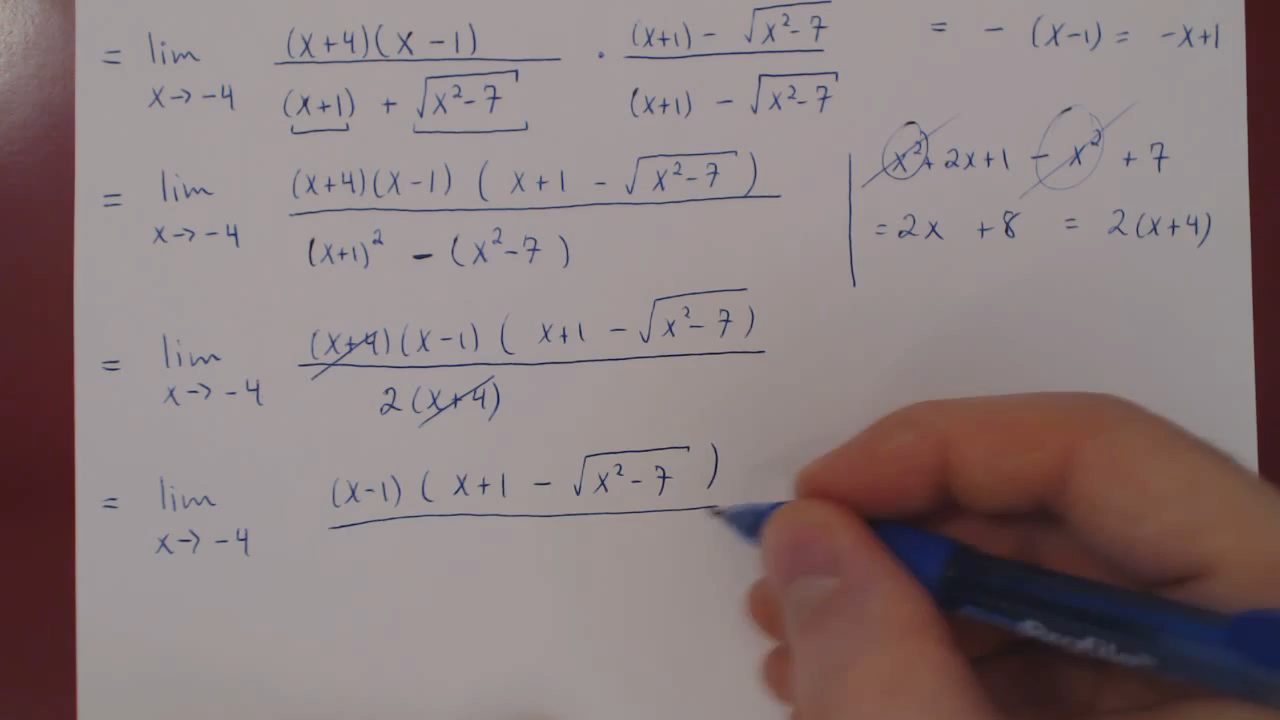 = lim x→-4 (x+4)(x-1) / (x+1) + √(x²-7) · (x+1) - √(x²-7) / (x+1) - √(x²-7)
= - (x-1) = -x+1
= lim x→-4 (x+4)(x-1)(x+1 - √(x²-7)) / (x+1)² - (x²-7)
x² + 2x+1 - x² + 7
= 2x + 8 = 2(x+4)
= lim x→-4 (x+4)(x-1)(x+1 - √(x²-7)) / 2(x+4)
= lim x→-4 (x-1)(x+1 - √(x²-7))